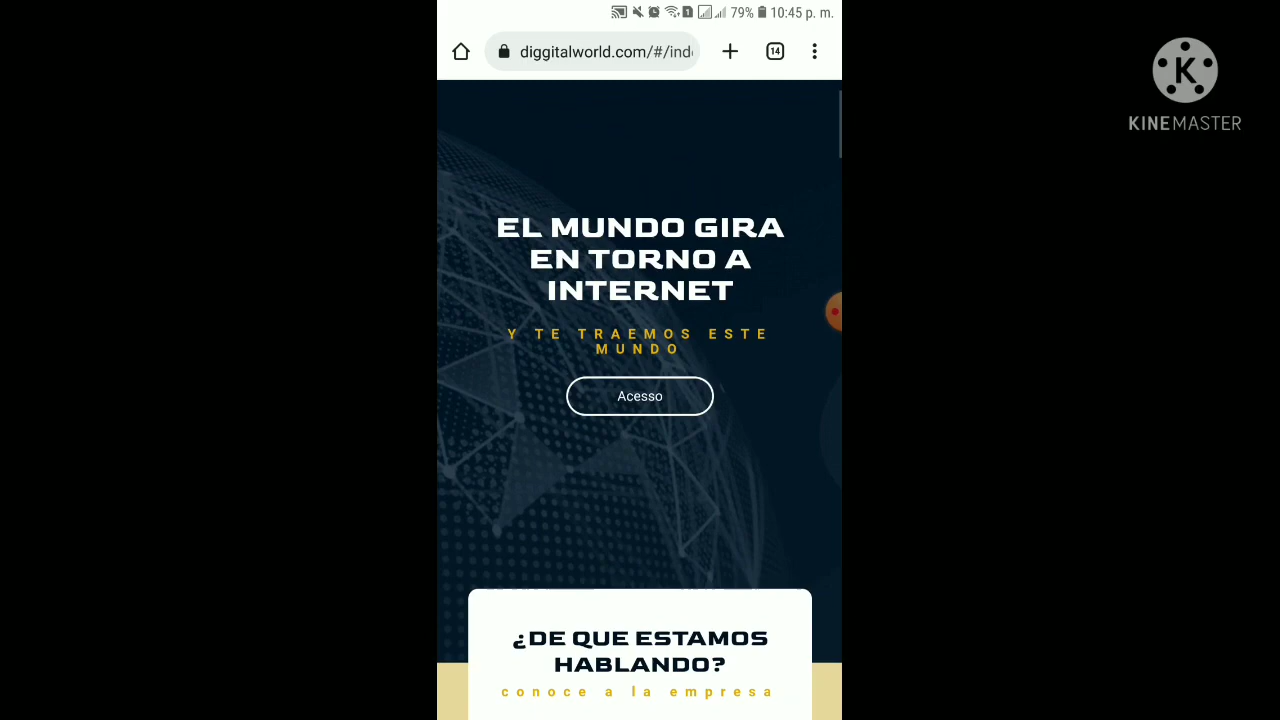 79% 10:45 p. m.
diggitalworld.com/#/ind
14
K
KINEMASTER
EL MUNDO GIRA
EN TORNO A
INTERNET
Y TE TRAEMOS ESTE
MUNDO
Acesso
¿DE QUE ESTAMOS
HABLANDO?
conoce a la empresa